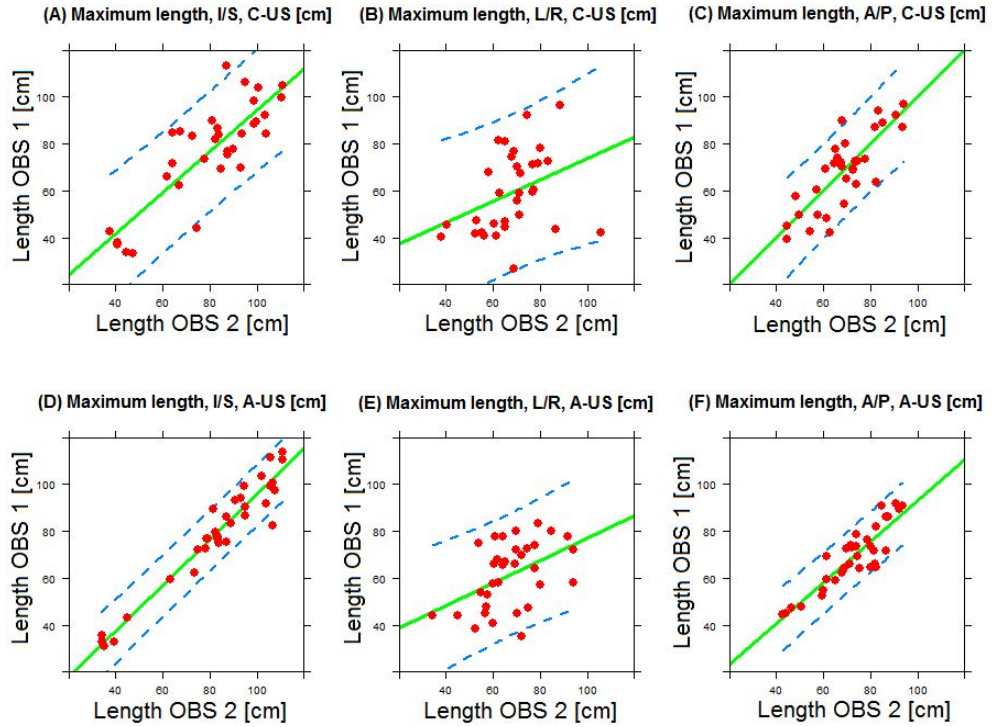 (A) Maximum length, I/S, C-US [cm]
(B) Maximum length, L/R, C-US [cm]
(C) Maximum length, A/P, C-US [cm]
Length OBS 1 [cm]
100
80
60
40
40 60 80 100
Length OBS 2 [cm]
Length OBS 1 [cm]
100
80
60
40
40 60 80 100
Length OBS 2 [cm]
Length OBS 1 [cm]
100
80
60
40
40 60 80 100
Length OBS 2 [cm]
(D) Maximum length, I/S, A-US [cm]
(E) Maximum length, L/R, A-US [cm]
(F) Maximum length, A/P, A-US [cm]
Length OBS 1 [cm]
100
80
60
40
40 60 80 100
Length OBS 2 [cm]
Length OBS 1 [cm]
100
80
60
40
40 60 80 100
Length OBS 2 [cm]
Length OBS 1 [cm]
100
80
60
40
40 60 80 100
Length OBS 2 [cm]